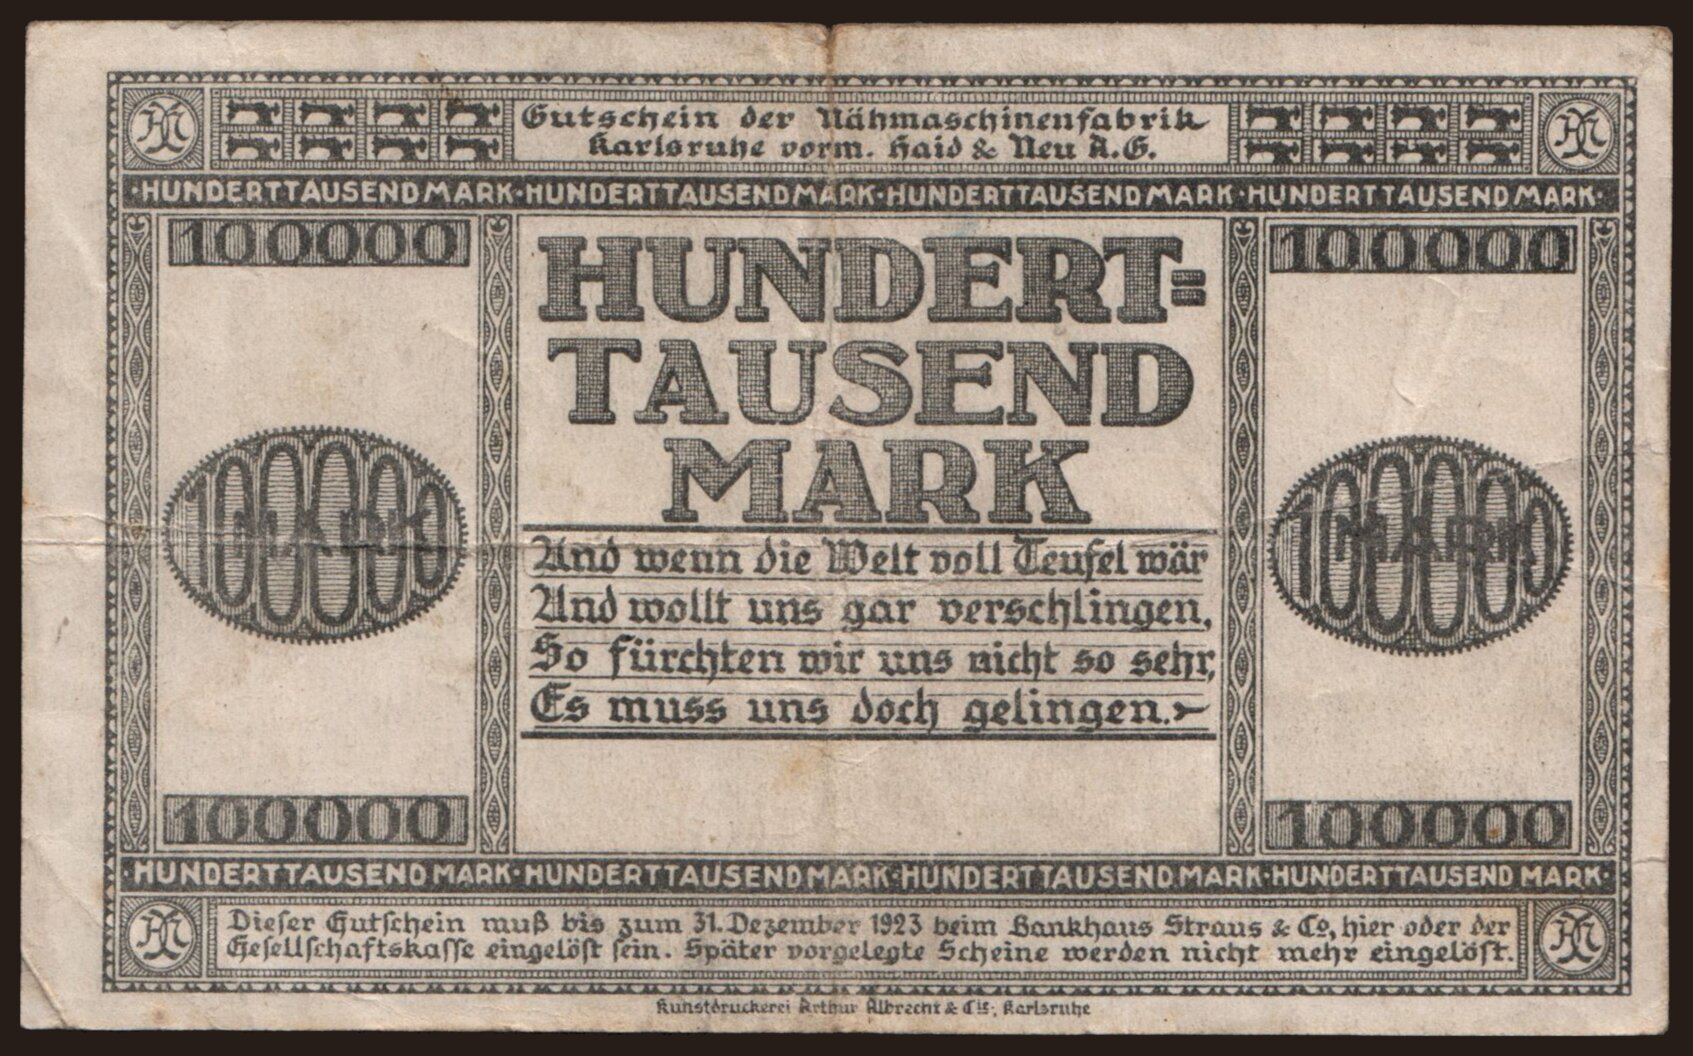 Gutschein der Nähmaschinenfabrik
Karlsruhe vorm. Haid & Neu A.G.
·HUNDERTTAUSEND MARK·HUNDERTTAUSEND MARK·HUNDERTTAUSEND MARK·HUNDERTTAUSEND MARK·
100000
100000
HUNDERT=
TAUSEND
MARK
100000
MARK
100000
MARK
Und wenn die Welt voll Teufel wär
Und wollt uns gar verschlingen,
So fürchten wir uns nicht so sehr,
Es muss uns doch gelingen.
100000
100000
·HUNDERTTAUSEND MARK·HUNDERTTAUSEND MARK·HUNDERTTAUSEND MARK·HUNDERTTAUSEND MARK·
Dieser Gutschein muß bis zum 31. Dezember 1923 beim Bankhaus Straus & Co, hier oder der
Gesellschaftskasse eingelöst sein. Später vorgelegte Scheine werden nicht mehr eingelöst.
Kunstdruckerei Arthur Albrecht & Cie., Karlsruhe